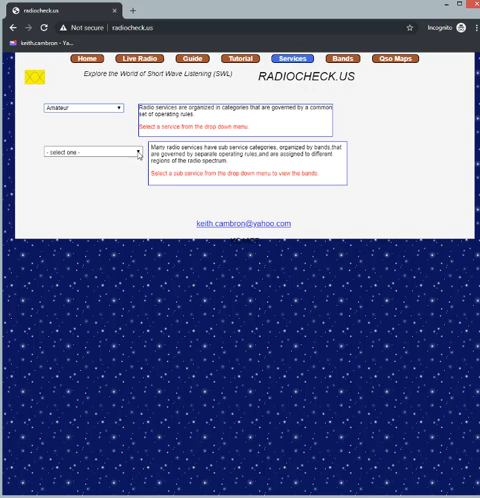 radiocheck.us
Not secure | radiocheck.us
Incognito
keith.cambron - Ya...
Home
Live Radio
Guide
Tutorial
Services
Bands
Qso Maps
Explore the World of Short Wave Listening (SWL)
RADIOCHECK.US
Amateur
Radio services are organized in categories that are governed by a common
set of operating rules.
Select a service from the drop down menu.
- select one -
Many radio services have sub service categories, organized by bands,that
are governed by separate operating rules,and are assigned to different
regions of the radio spectrum.
Select a sub service from the drop down menu to view the bands.
keith.cambron@yahoo.com